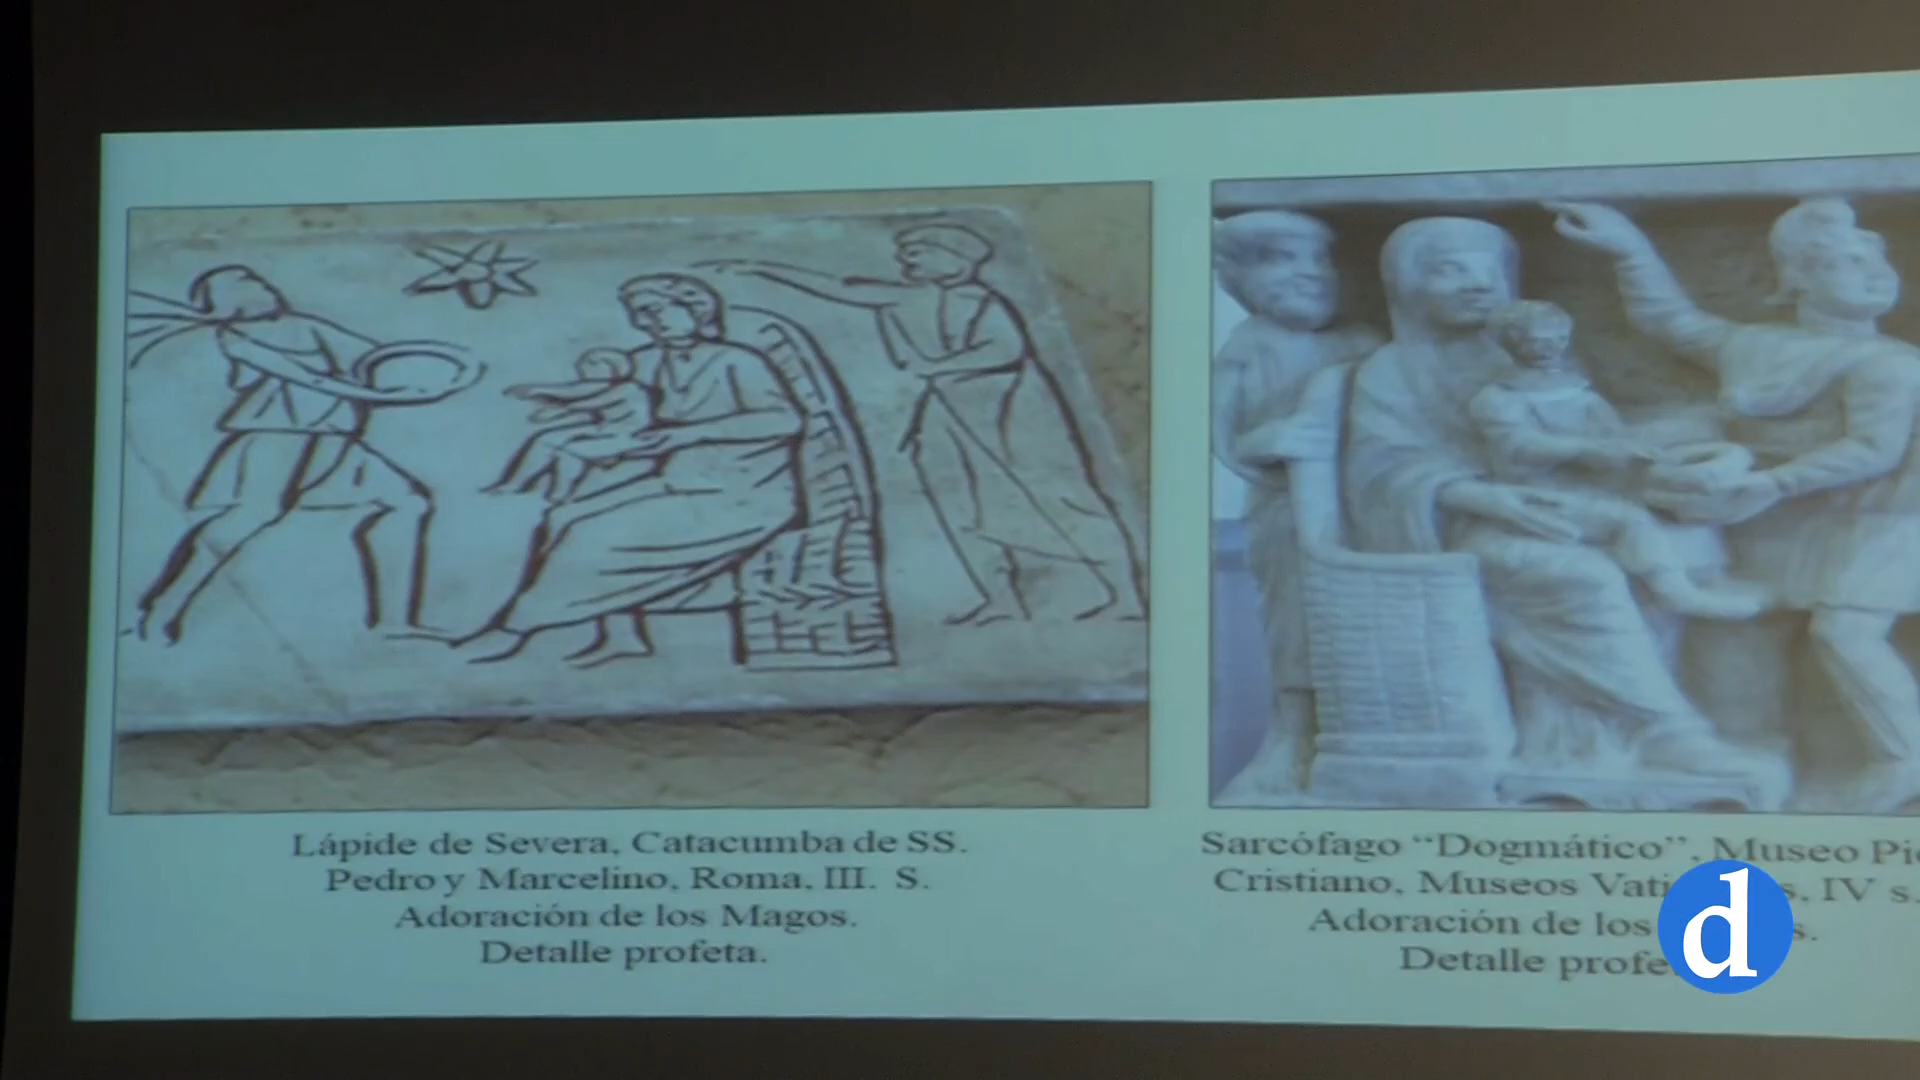 Lápide de Severa, Catacumba de SS.
Pedro y Marcelino, Roma, III. S.
Adoración de los Magos.
Detalle profeta.
Sarcófago “Dogmático”, Museo
Cristiano, Museos IV s.
Adoración de los
Detalle
d